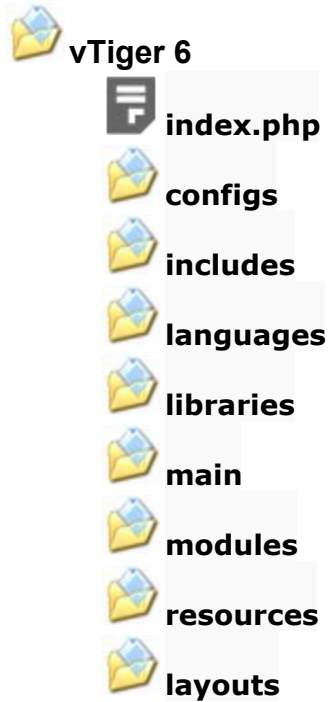 vTiger 6
index.php
configs
includes
languages
libraries
main
modules
resources
layouts